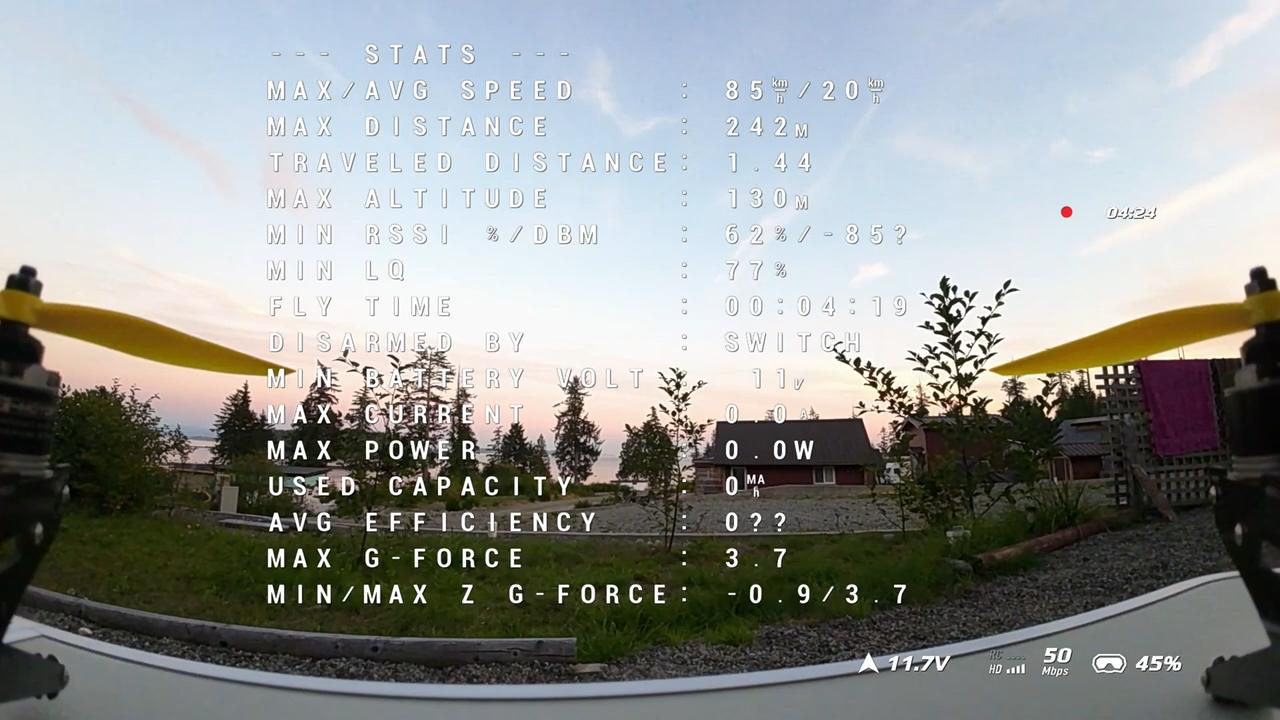 --- STATS ---
MAX/AVG SPEED : 85km/h/20km/h
MAX DISTANCE : 242M
TRAVELED DISTANCE: 1.44
MAX ALTITUDE : 130M
MIN RSSI %/DBM : 62%/-85?
MIN LQ : 77%
FLY TIME : 00:04:19
DISARMED BY : SWITCH
MIN BATTERY VOLT : 11V
MAX CURRENT : 0.0A
MAX POWER : 0.0W
USED CAPACITY : 0MAh
AVG EFFICIENCY : 0??
MAX G-FORCE : 3.7
MIN/MAX Z G-FORCE: -0.9/3.7
04:24
11.7V RC ---- HD 50 Mbps 45%